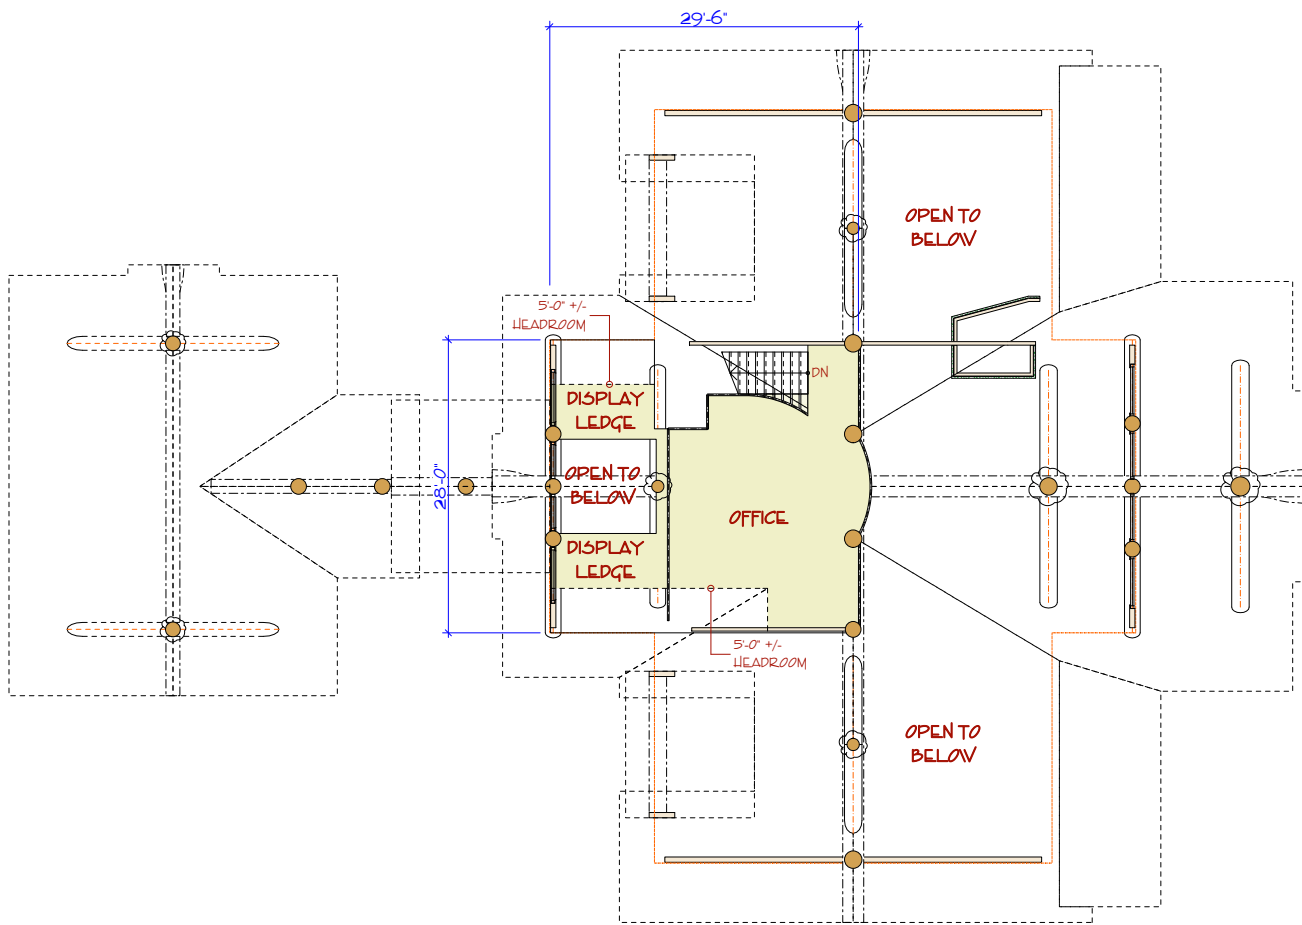 29'-6"
OPEN TO
BELOW
5'-0" +/-
HEADROOM
DN
DISPLAY
LEDGE
28'-0"
OPEN TO
BELOW
OFFICE
DISPLAY
LEDGE
5'-0" +/-
HEADROOM
OPEN TO
BELOW